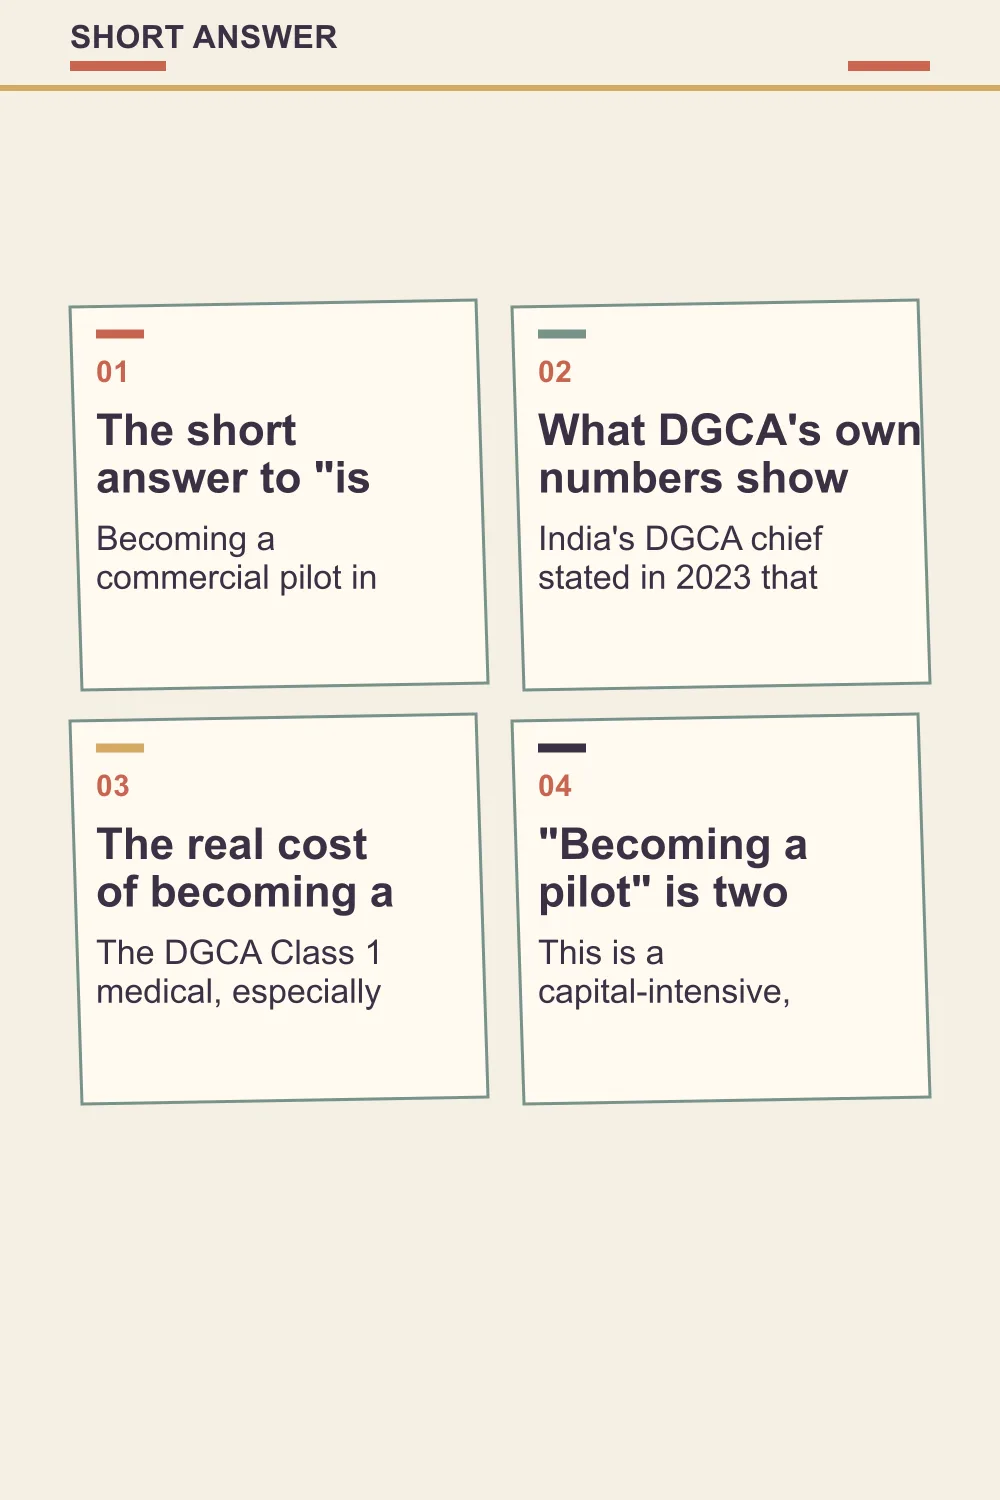 SHORT ANSWER
01
The short
answer to "is
Becoming a
commercial pilot in
02
What DGCA's own
numbers show
India's DGCA chief
stated in 2023 that
03
The real cost
of becoming a
The DGCA Class 1
medical, especially
04
"Becoming a
pilot" is two
This is a
capital-intensive,